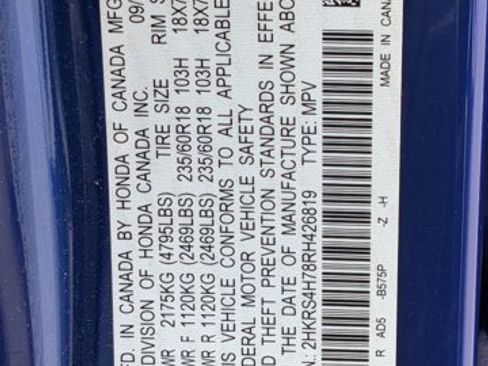 FD. IN CANADA BY HONDA OF CANADA MFG
DIVISION OF HONDA CANADA INC. 09/
WR 2175KG (4795LBS) TIRE SIZE RIM S
WR F 1120KG (2469LBS) 235/60R18 103H 18X7
WR R 1120KG (2469LBS) 235/60R18 103H 18X7
IS VEHICLE CONFORMS TO ALL APPLICABLE
DERAL MOTOR VEHICLE SAFETY
D THEFT PREVENTION STANDARDS IN EFFE
THE DATE OF MANUFACTURE SHOWN ABO
N: 2HKRS4H78RH426819 TYPE: MPV
R AD5 -B575P -Z -H MADE IN CANA